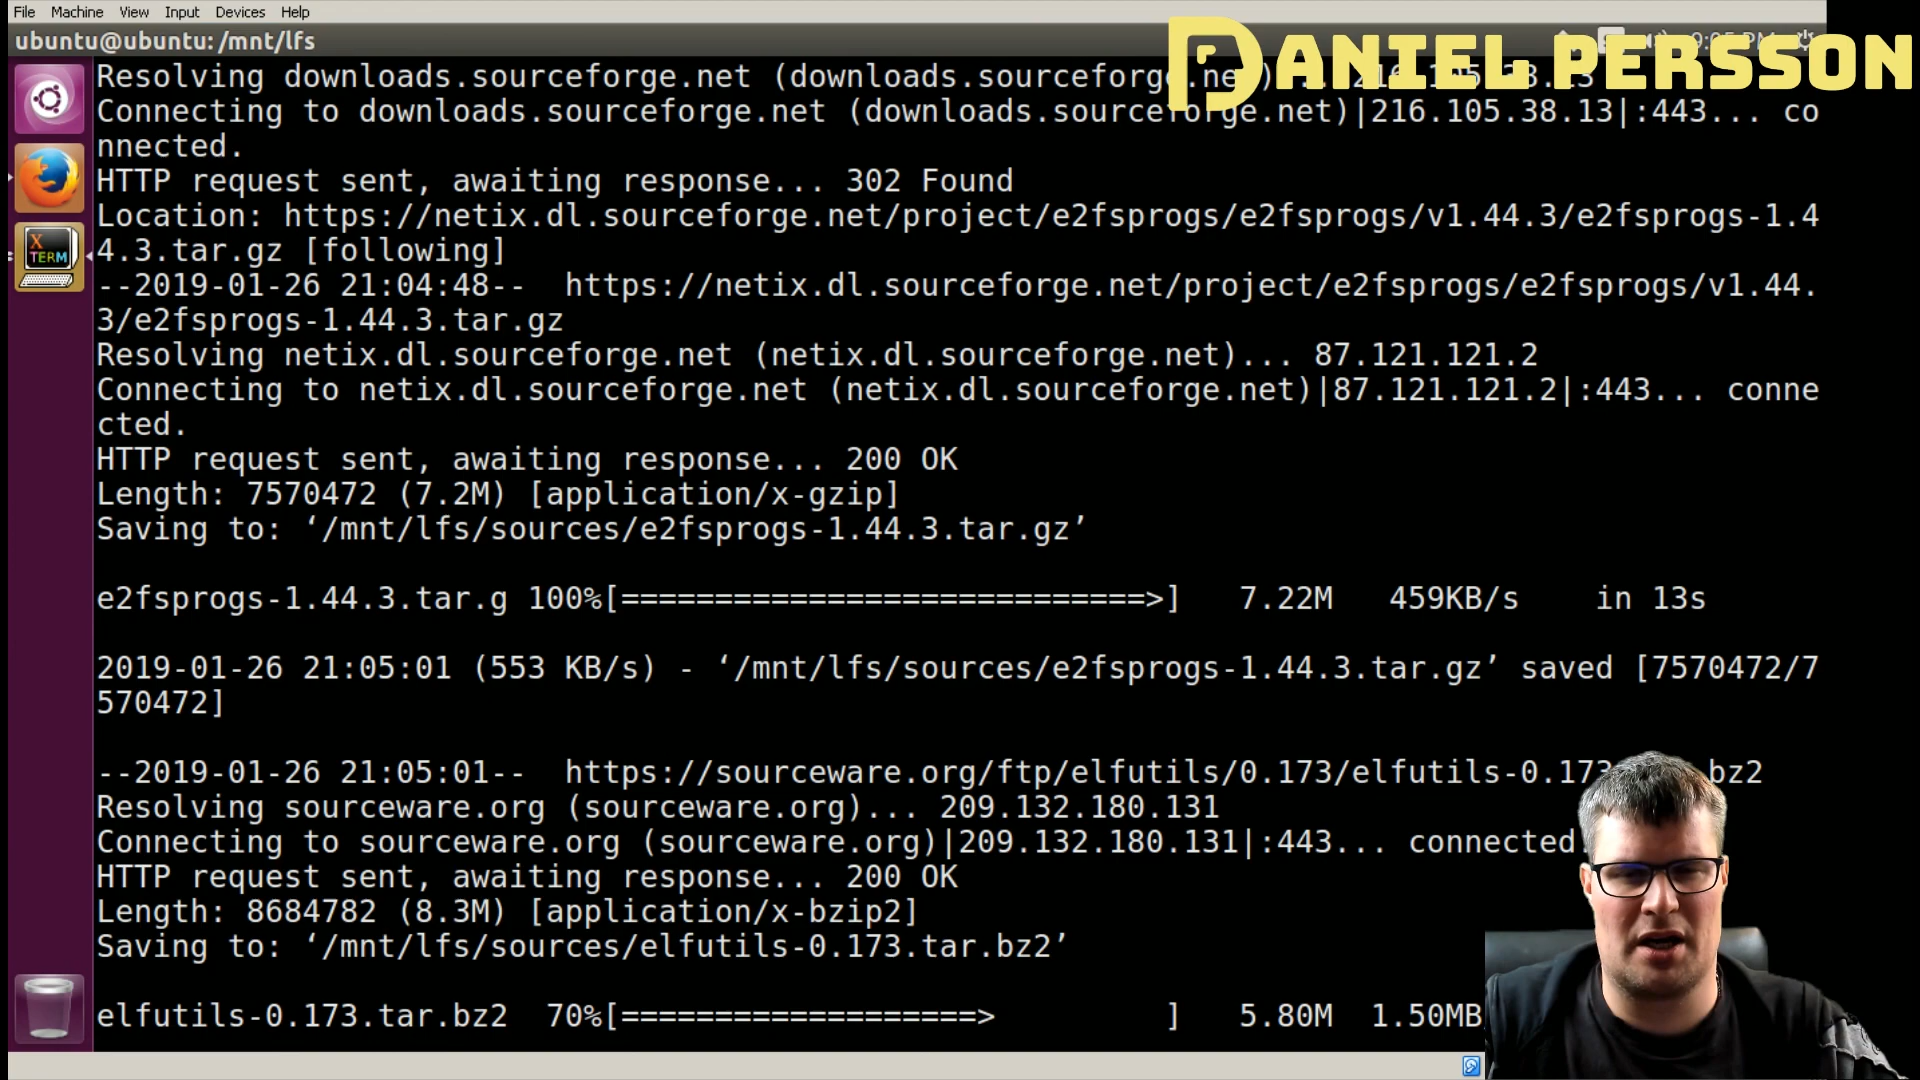 File Machine View Input Devices Help
ubuntu@ubuntu: /mnt/lfs
DANIEL PERSSON
Resolving downloads.sourceforge.net (downloads.sourceforge.net)... 216.105.38.13
Connecting to downloads.sourceforge.net (downloads.sourceforge.net)|216.105.38.13|:443... co
nnected.
HTTP request sent, awaiting response... 302 Found
Location: https://netix.dl.sourceforge.net/project/e2fsprogs/e2fsprogs/v1.44.3/e2fsprogs-1.4
4.3.tar.gz [following]
--2019-01-26 21:04:48--  https://netix.dl.sourceforge.net/project/e2fsprogs/e2fsprogs/v1.44.
3/e2fsprogs-1.44.3.tar.gz
Resolving netix.dl.sourceforge.net (netix.dl.sourceforge.net)... 87.121.121.2
Connecting to netix.dl.sourceforge.net (netix.dl.sourceforge.net)|87.121.121.2|:443... conne
cted.
HTTP request sent, awaiting response... 200 OK
Length: 7570472 (7.2M) [application/x-gzip]
Saving to: ‘/mnt/lfs/sources/e2fsprogs-1.44.3.tar.gz’
e2fsprogs-1.44.3.tar.g 100%[============================>]   7.22M   459KB/s    in 13s
2019-01-26 21:05:01 (553 KB/s) - ‘/mnt/lfs/sources/e2fsprogs-1.44.3.tar.gz’ saved [7570472/7
570472]
--2019-01-26 21:05:01--  https://sourceware.org/ftp/elfutils/0.173/elfutils-0.173 bz2
Resolving sourceware.org (sourceware.org)... 209.132.180.131
Connecting to sourceware.org (sourceware.org)|209.132.180.131|:443... connected
HTTP request sent, awaiting response... 200 OK
Length: 8684782 (8.3M) [application/x-bzip2]
Saving to: ‘/mnt/lfs/sources/elfutils-0.173.tar.bz2’
elfutils-0.173.tar.bz2  70%[===================>         ]   5.80M  1.50MB
X
TERM